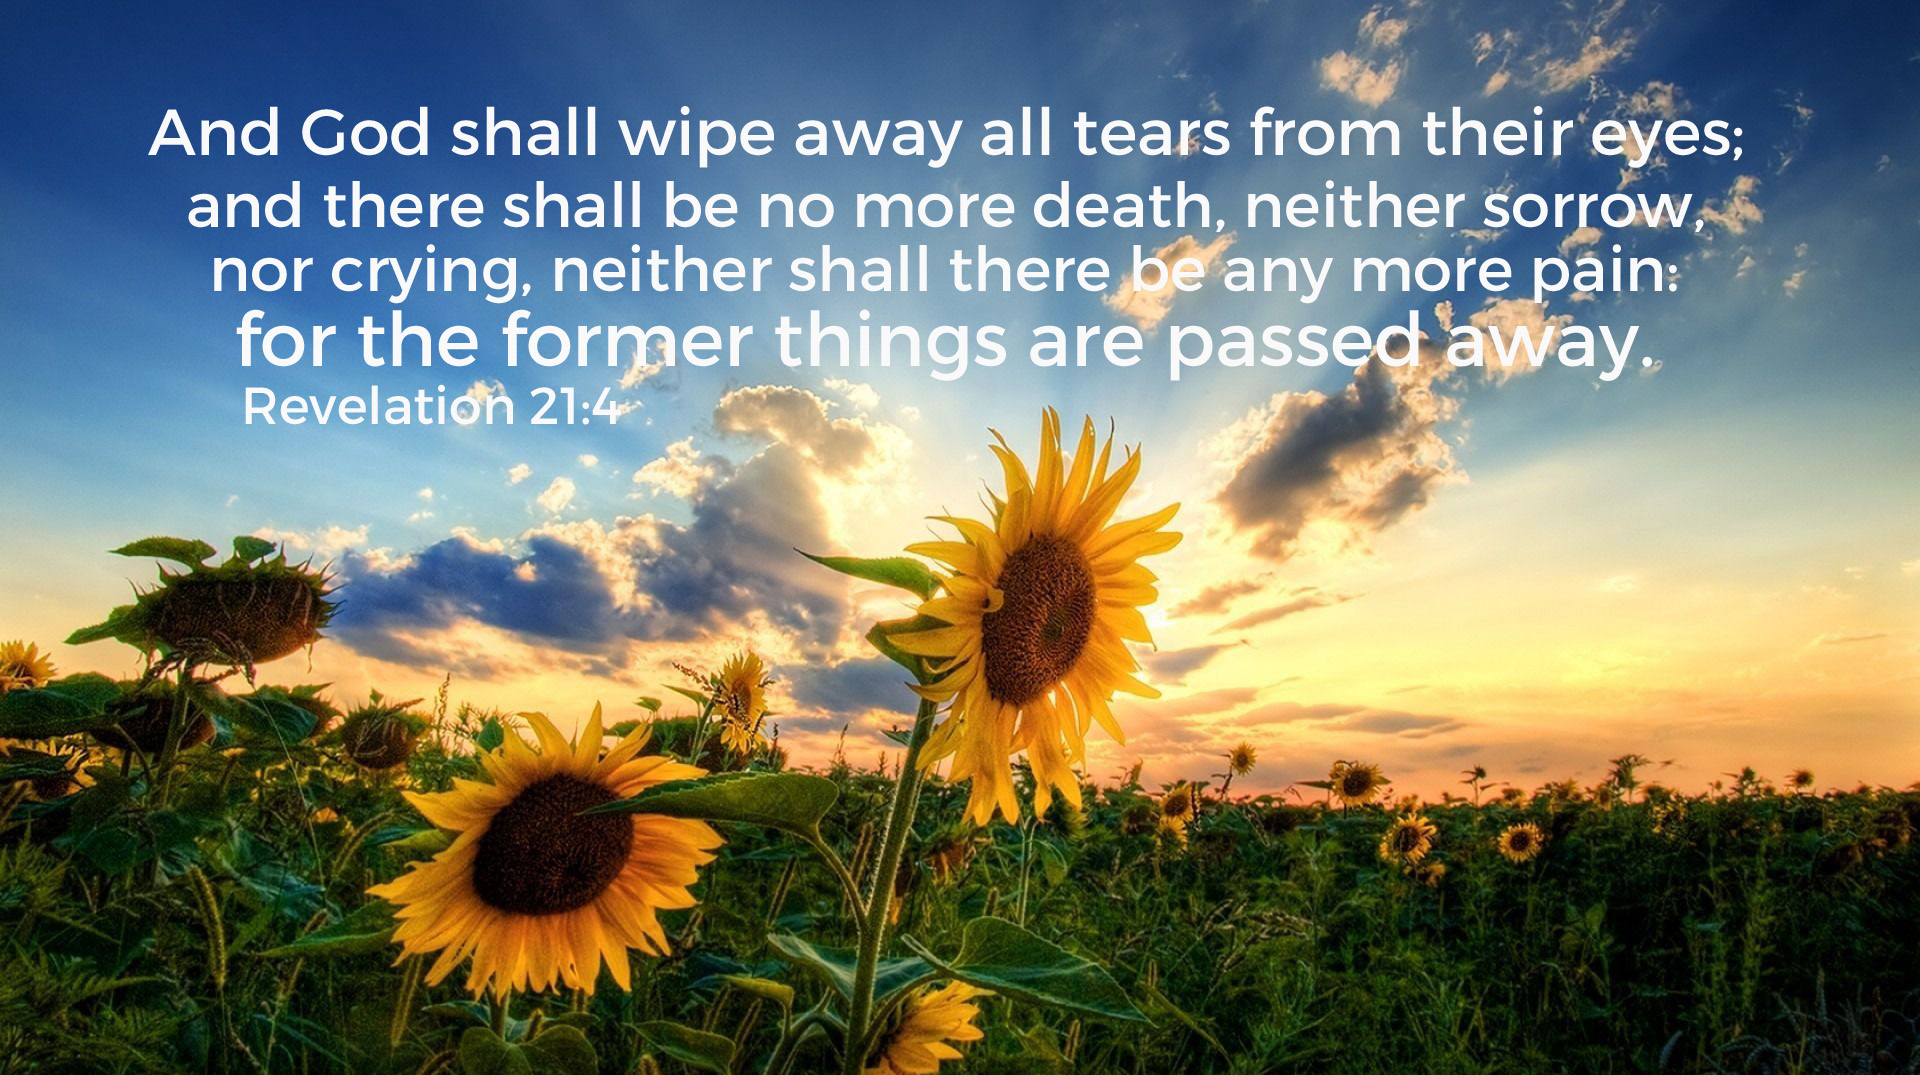 And God shall wipe away all tears from their eyes;
and there shall be no more death, neither sorrow,
nor crying, neither shall there be any more pain:
for the former things are passed away.
Revelation 21:4